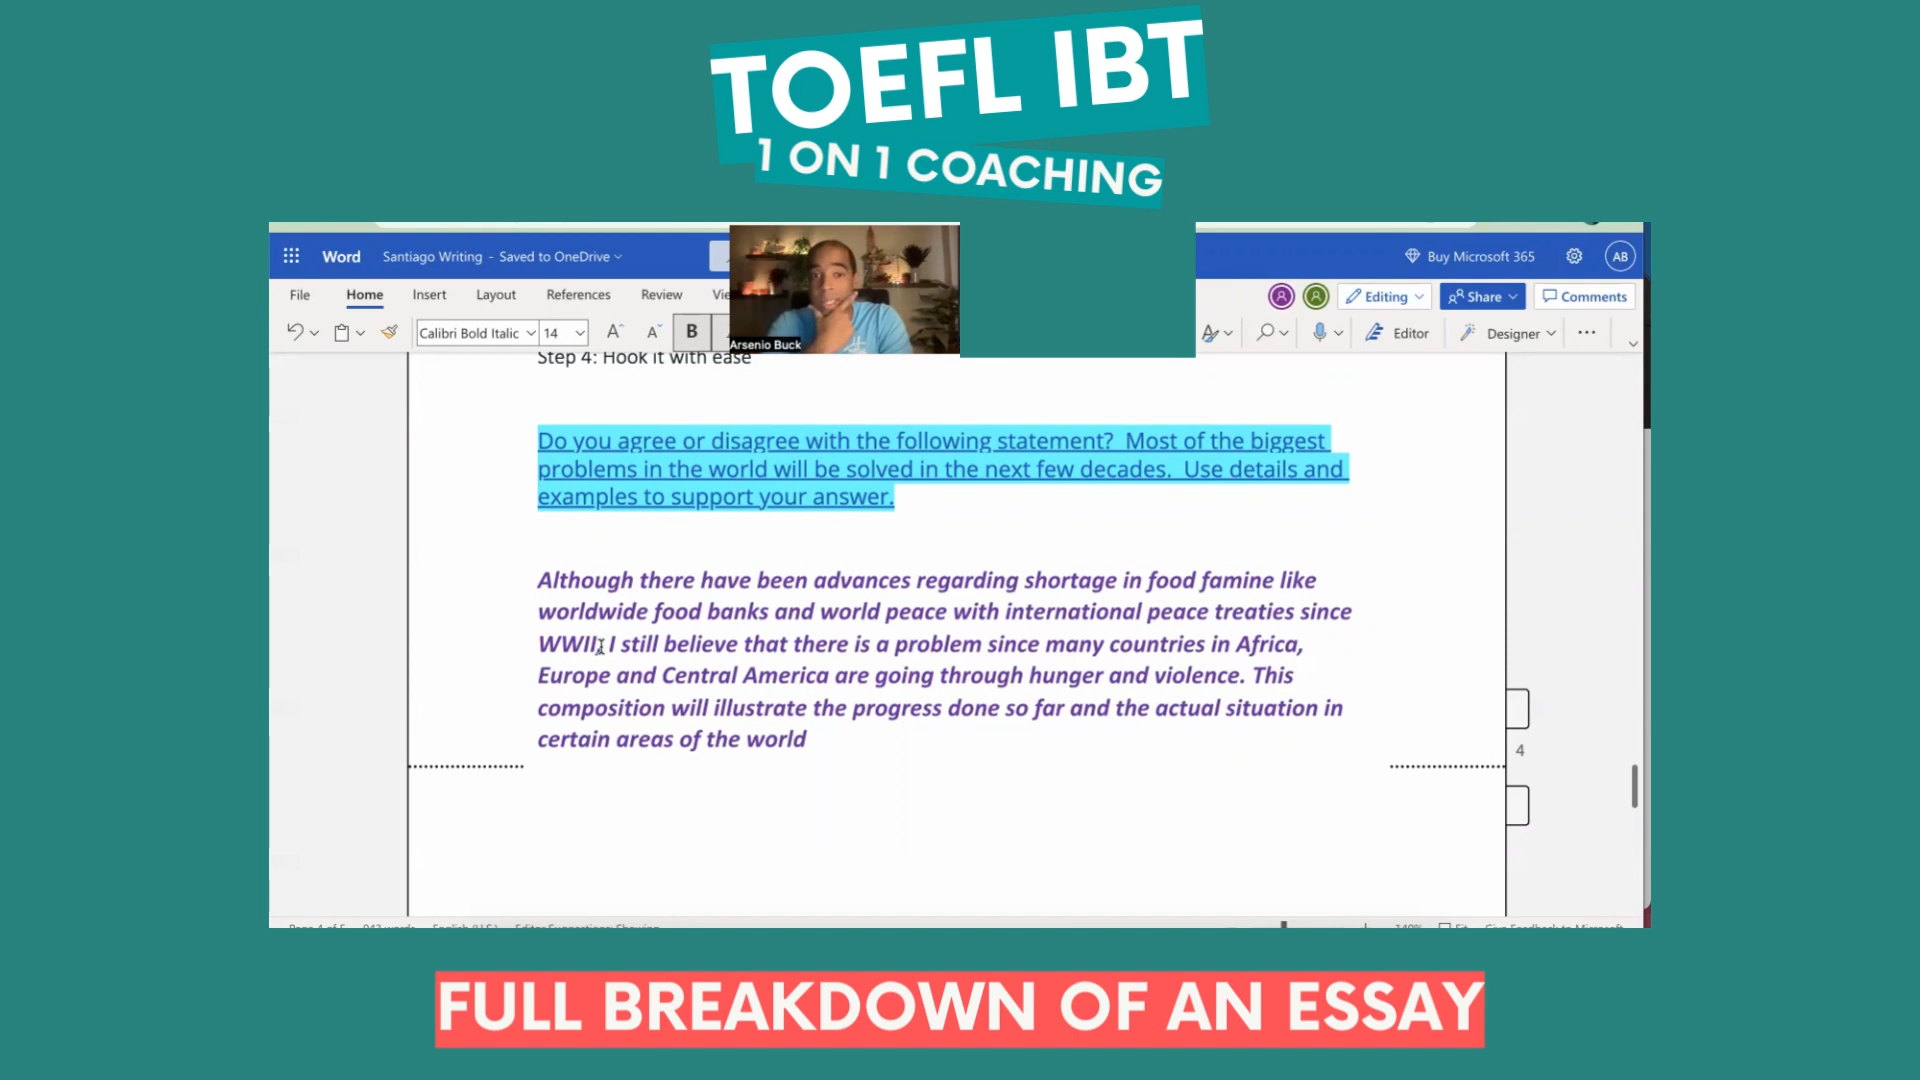 TOEFL IBT
1 ON 1 COACHING
Word
Santiago Writing - Saved to OneDrive
Buy Microsoft 365
AB
File
Home
Insert
Layout
References
Review
Editing
Share
Comments
Calibri Bold Italic
14
B
Editor
Designer
Arsenio Buck
Step 4: Hook it with ease
Do you agree or disagree with the following statement? Most of the biggest
problems in the world will be solved in the next few decades. Use details and
examples to support your answer.
Although there have been advances regarding shortage in food famine like
worldwide food banks and world peace with international peace treaties since
WWII, I still believe that there is a problem since many countries in Africa,
Europe and Central America are going through hunger and violence. This
composition will illustrate the progress done so far and the actual situation in
certain areas of the world
4
FULL BREAKDOWN OF AN ESSAY